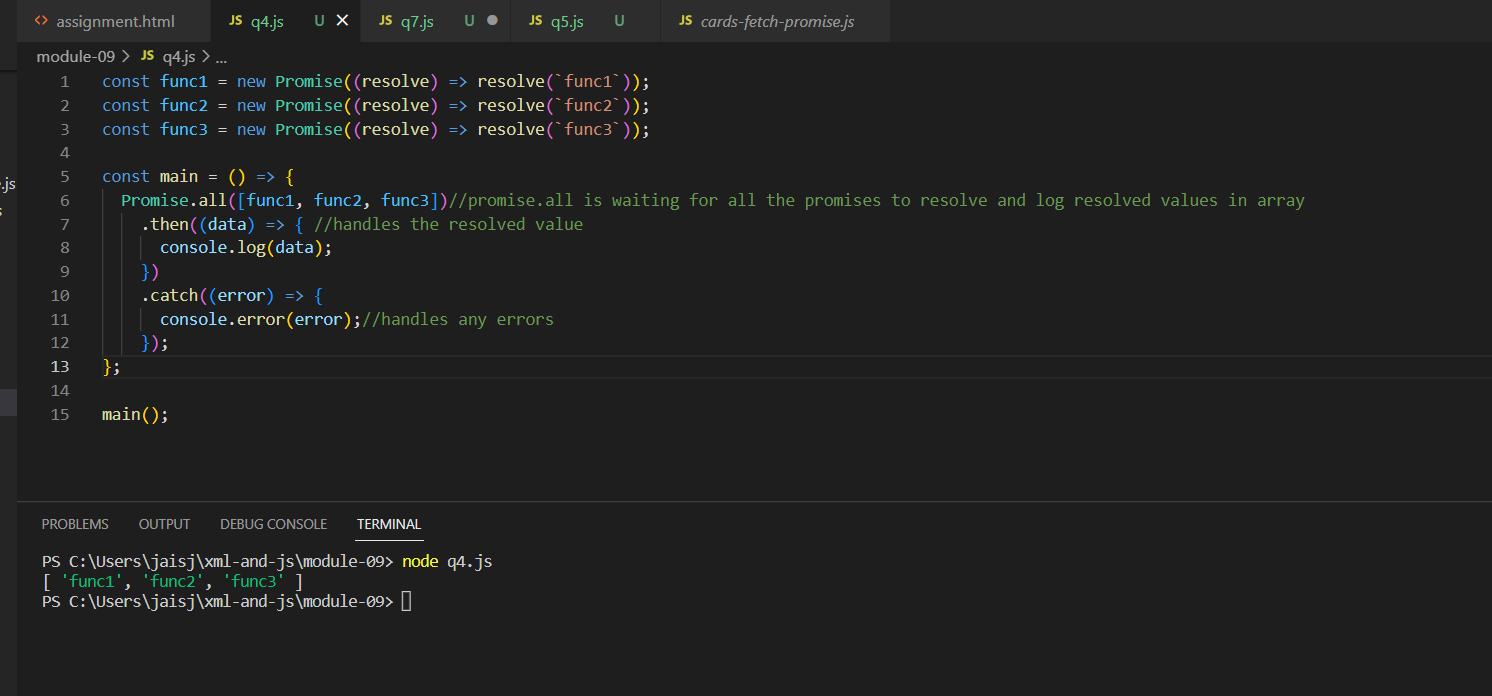 <> assignment.html JS q4.js U × JS q7.js U ● JS q5.js U JS cards-fetch-promise.js
module-09 > JS q4.js > ...
.js
s
1 const func1 = new Promise((resolve) => resolve(`func1`));
2 const func2 = new Promise((resolve) => resolve(`func2`));
3 const func3 = new Promise((resolve) => resolve(`func3`));
4
5 const main = () => {
6 Promise.all([func1, func2, func3])//promise.all is waiting for all the promises to resolve and log resolved values in array
7 .then((data) => { //handles the resolved value
8 console.log(data);
9 })
10 .catch((error) => {
11 console.error(error);//handles any errors
12 });
13 };
14
15 main();
PROBLEMS OUTPUT DEBUG CONSOLE TERMINAL
PS C:\Users\jaisj\xml-and-js\module-09> node q4.js
[ 'func1', 'func2', 'func3' ]
PS C:\Users\jaisj\xml-and-js\module-09>